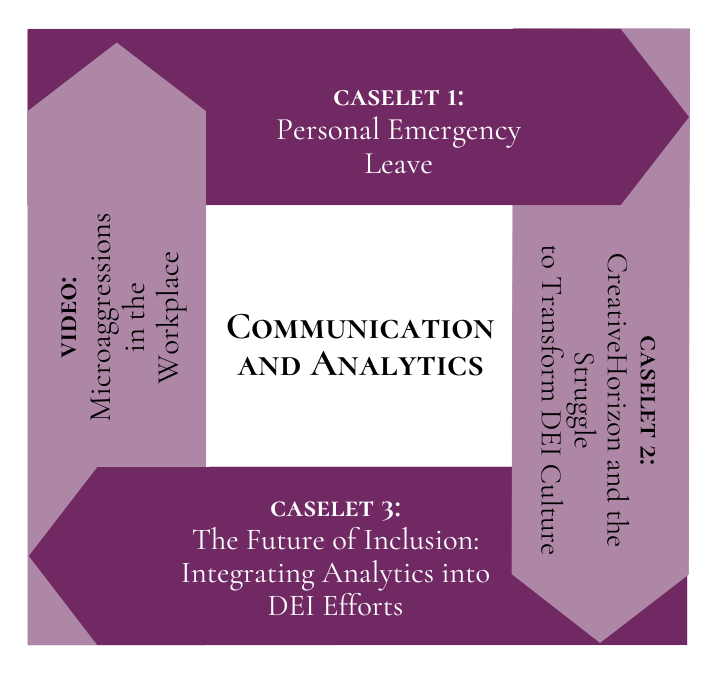 CASELET 1:
Personal Emergency
Leave
CASELET 2:
CreativeHorizon and the
Struggle
to Transform DEI Culture
CASELET 3:
The Future of Inclusion:
Integrating Analytics into
DEI Efforts
VIDEO:
Microaggressions
in the
Workplace
COMMUNICATION
AND ANALYTICS